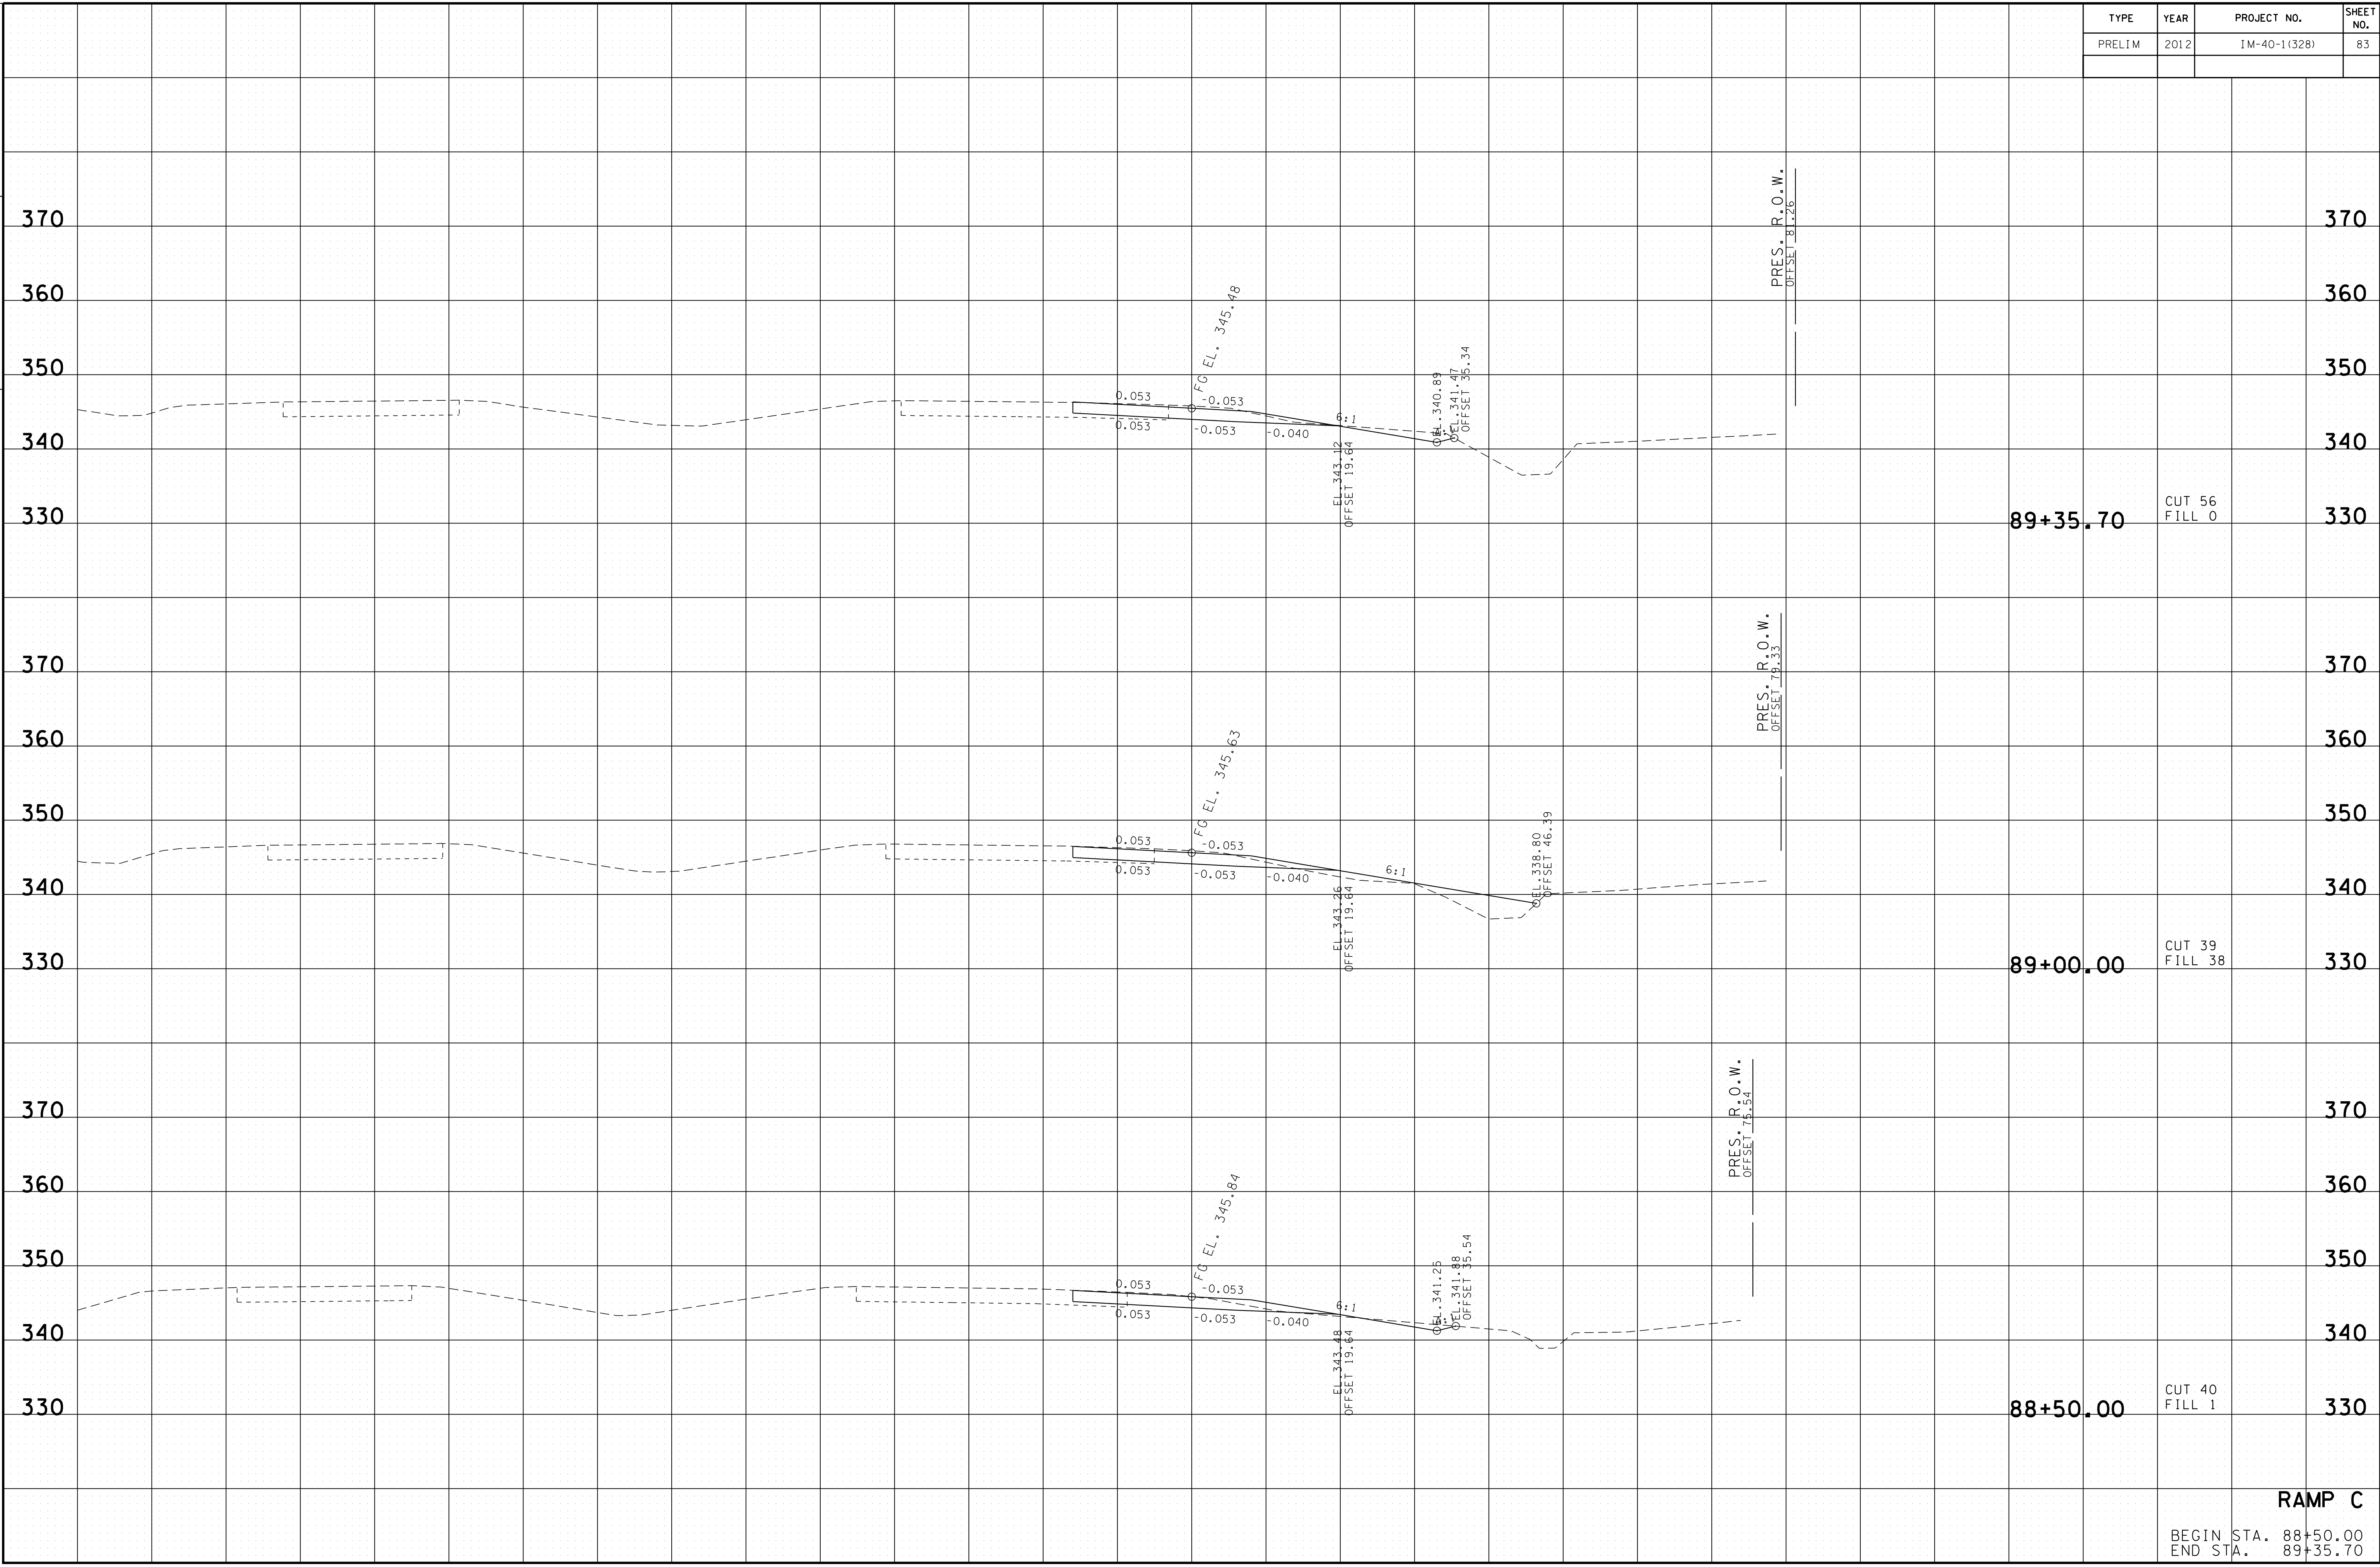 TYPE YEAR PROJECT NO. SHEET NO.
PRELIM 2012 IM-40-1(328) 83
PRES. R.O.W.
OFFSET 81.26
370 370
360 360
FG EL. 345.48
350 350
0.053 -0.053
6:1
EL.340.89
EL.341.47
OFFSET 35.34
0.053 -0.053 -0.040
340 340
EL.343.12
OFFSET 19.64
330 330
89+35.70
CUT 56
FILL 0
PRES. R.O.W.
OFFSET 79.33
370 370
360 360
FG EL. 345.63
350 350
0.053 -0.053
6:1
EL.338.80
OFFSET 46.39
0.053 -0.053 -0.040
340 340
EL.343.26
OFFSET 19.64
330 330
89+00.00
CUT 39
FILL 38
PRES. R.O.W.
OFFSET 75.54
370 370
360 360
FG EL. 345.84
350 350
0.053 -0.053
6:1
EL.341.25
EL.341.88
OFFSET 35.54
0.053 -0.053 -0.040
340 340
EL.343.48
OFFSET 19.64
330 330
88+50.00
CUT 40
FILL 1
RAMP C
BEGIN STA. 88+50.00
END STA. 89+35.70